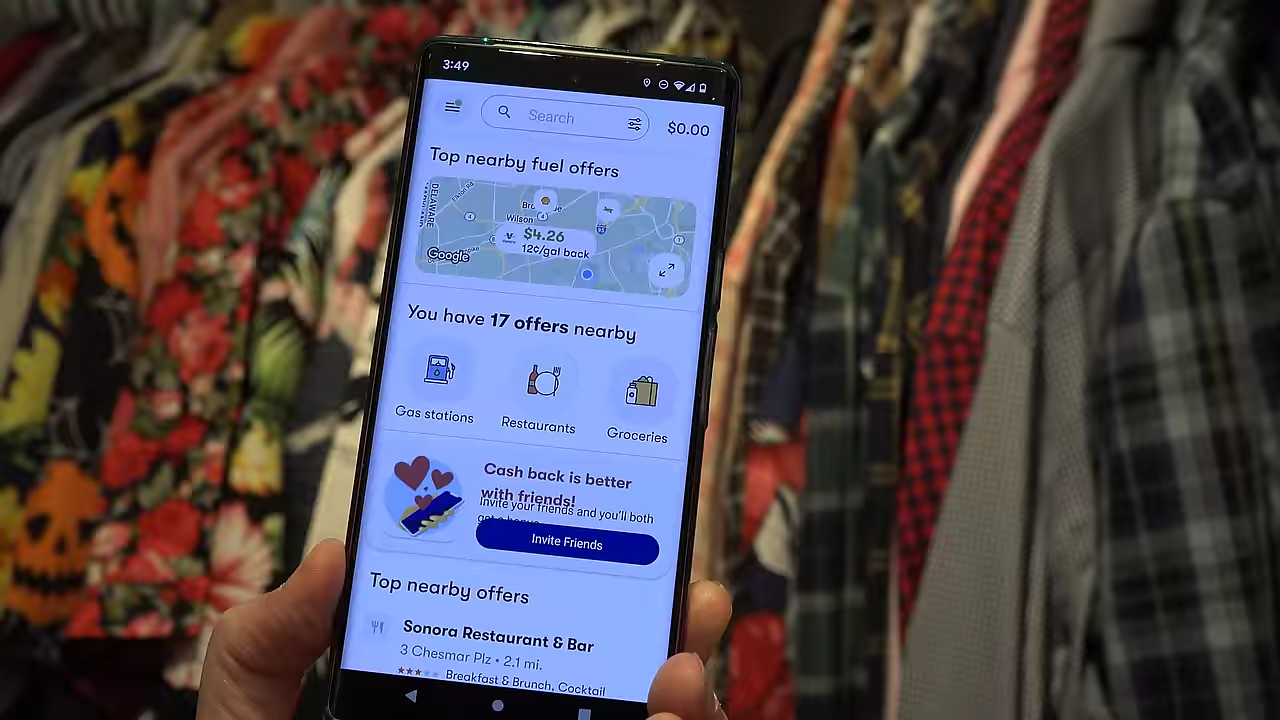 3:49
Search
$0.00
Top nearby fuel offers
DELAWARE
Wilson
$4.26
12¢/gal back
Google
You have 17 offers nearby
Gas stations
Restaurants
Groceries
Cash back is better
with friends!
Invite your friends and you'll both
Invite Friends
Top nearby offers
Sonora Restaurant & Bar
3 Chesmar Plz • 2.1 mi.
Breakfast & Brunch, Cocktail